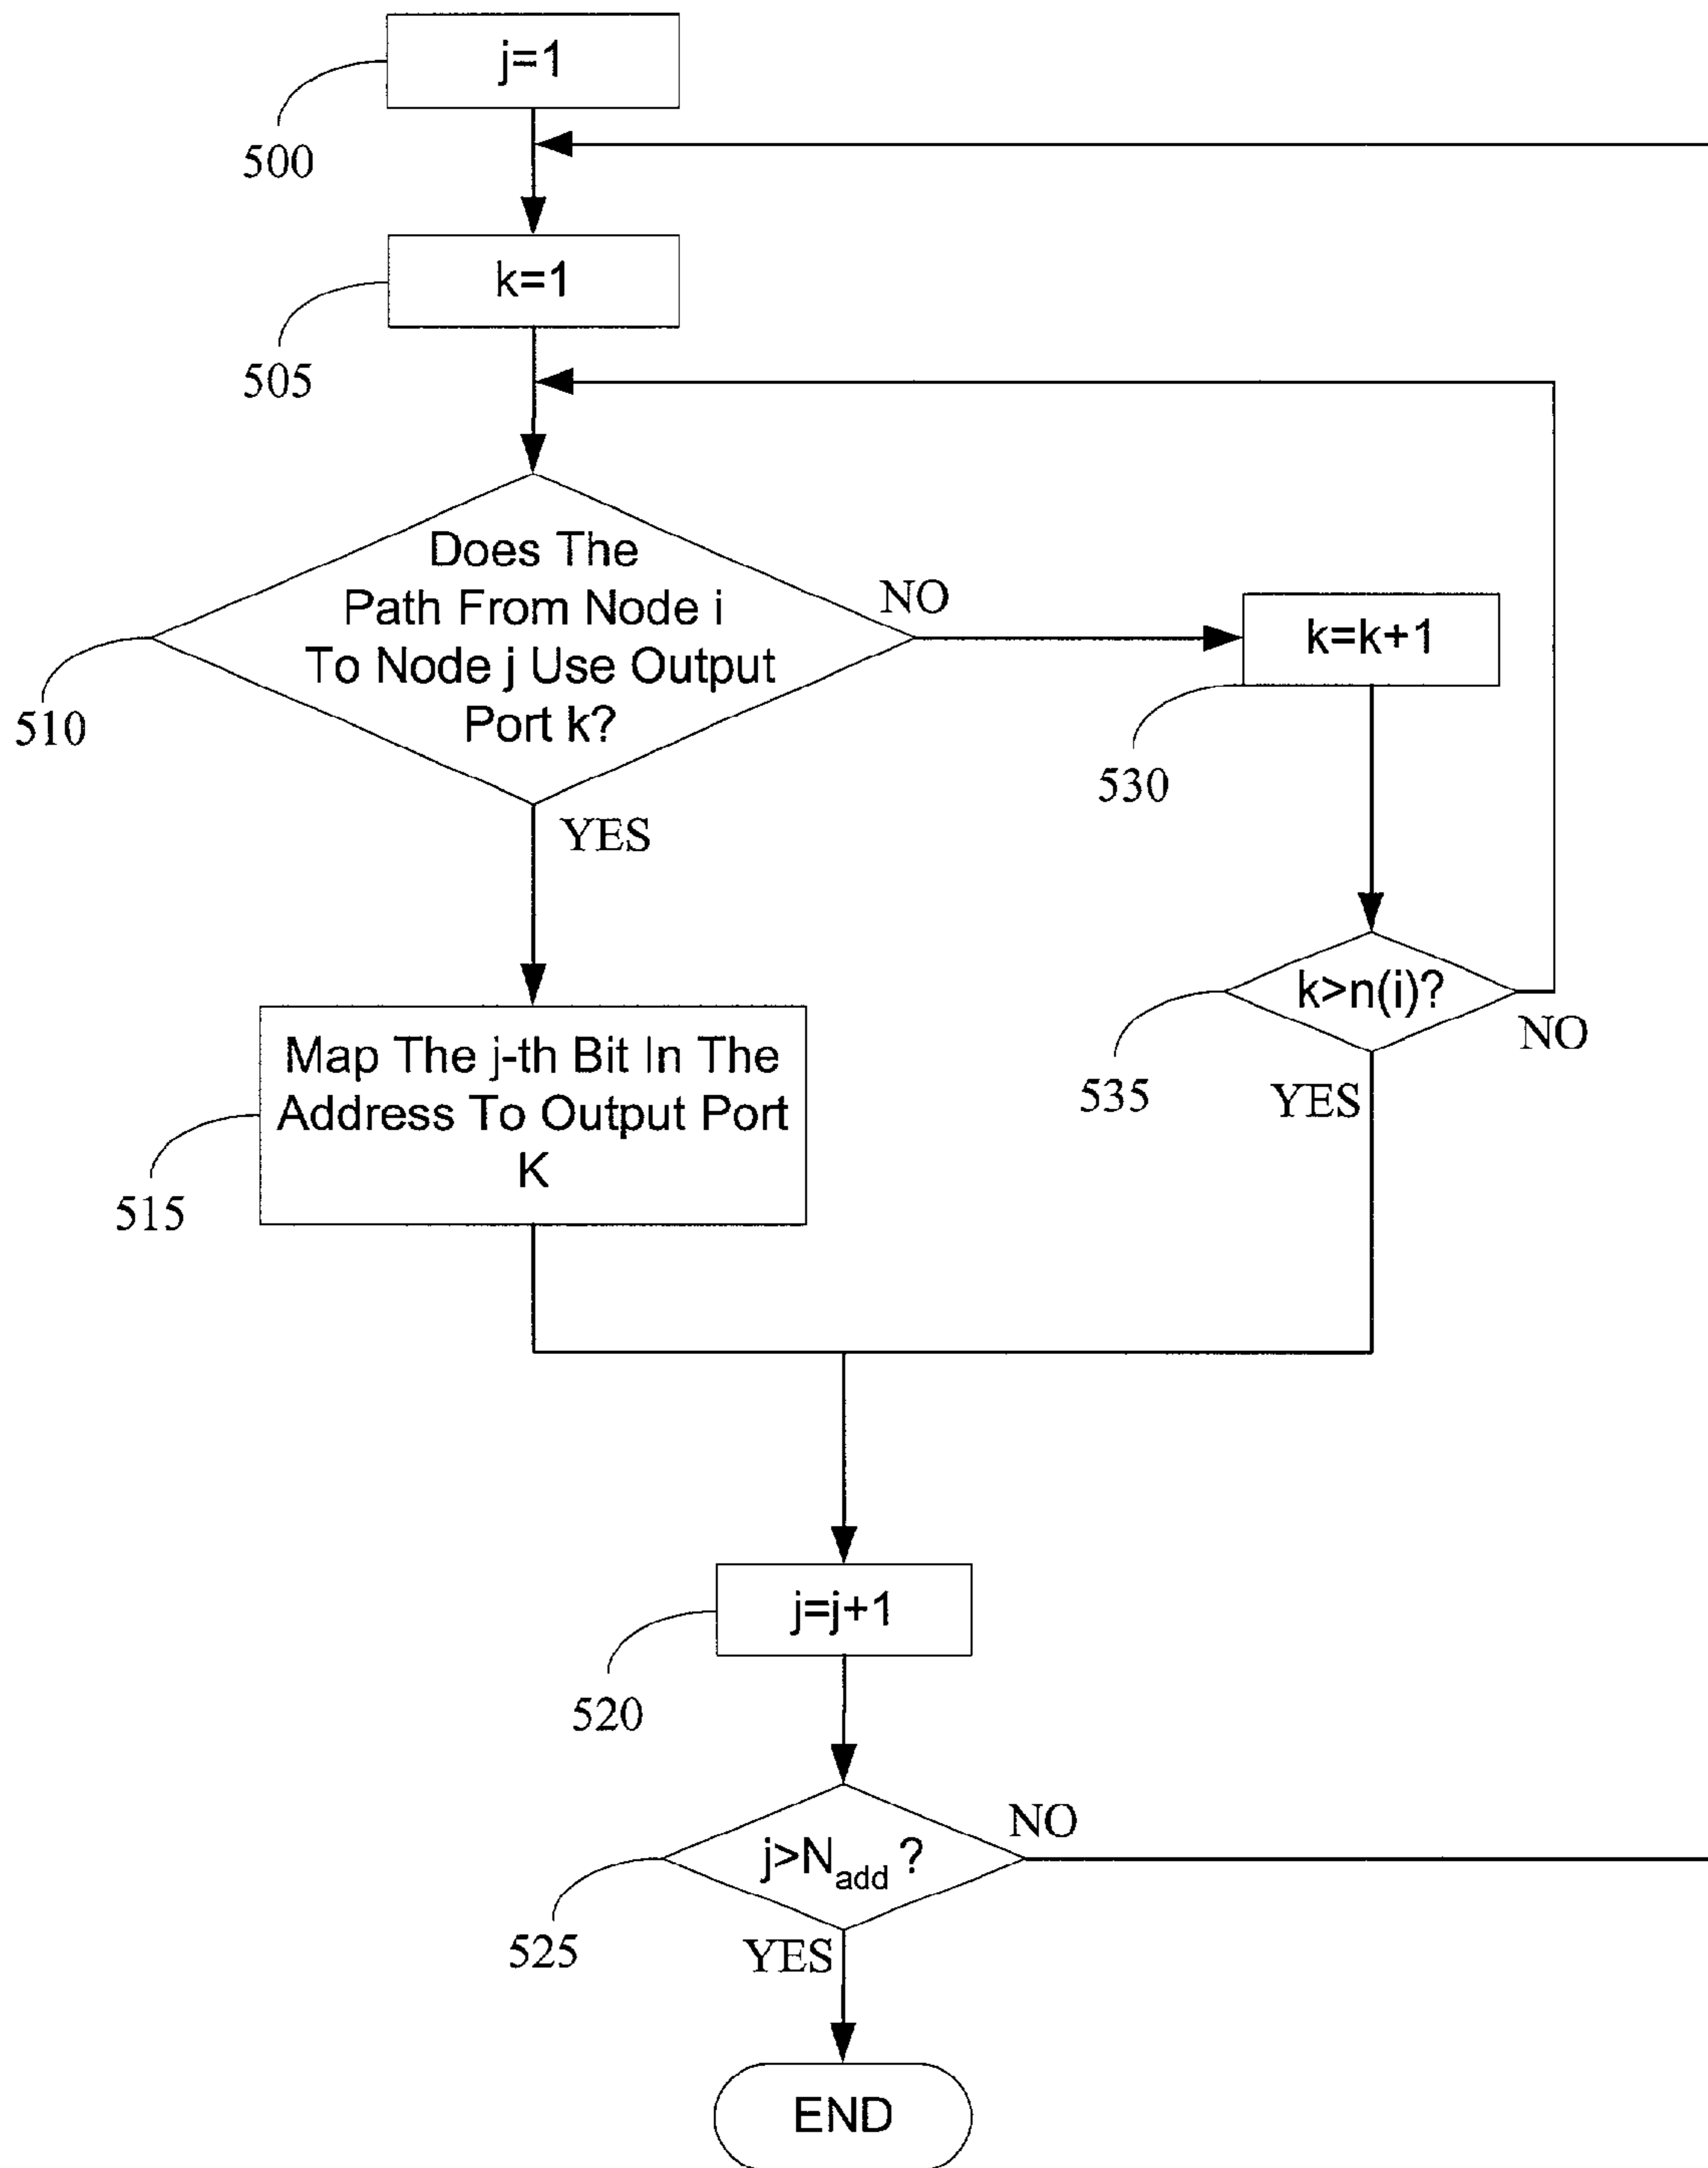 j=1
500
k=1
505
Does The
Path From Node i
To Node j Use Output
Port k?
510
NO
k=k+1
530
YES
k>n(i)?
NO
535
YES
Map The j-th Bit In The
Address To Output Port
K
515
j=j+1
520
j>Nadd ?
NO
525
YES
END